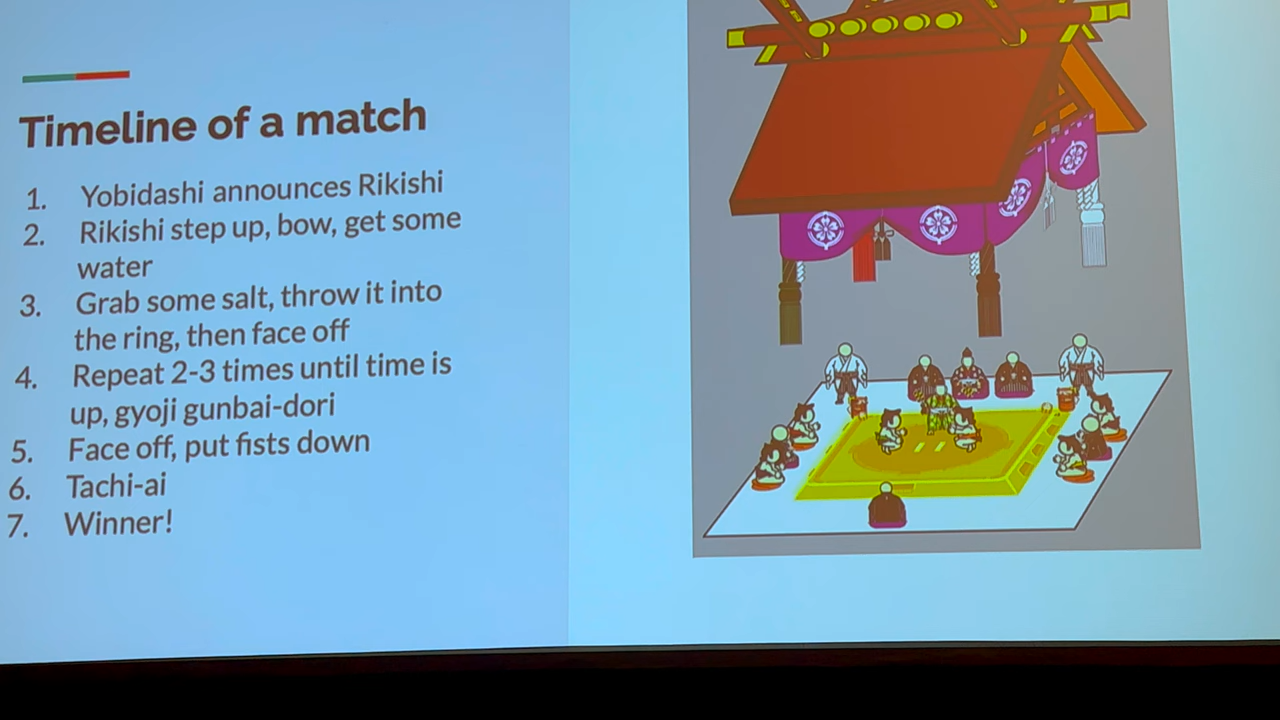 Timeline of a match
1. Yobidashi announces Rikishi
2. Rikishi step up, bow, get some
water
3. Grab some salt, throw it into
the ring, then face off
4. Repeat 2-3 times until time is
up, gyoji gunbai-dori
5. Face off, put fists down
6. Tachi-ai
7. Winner!